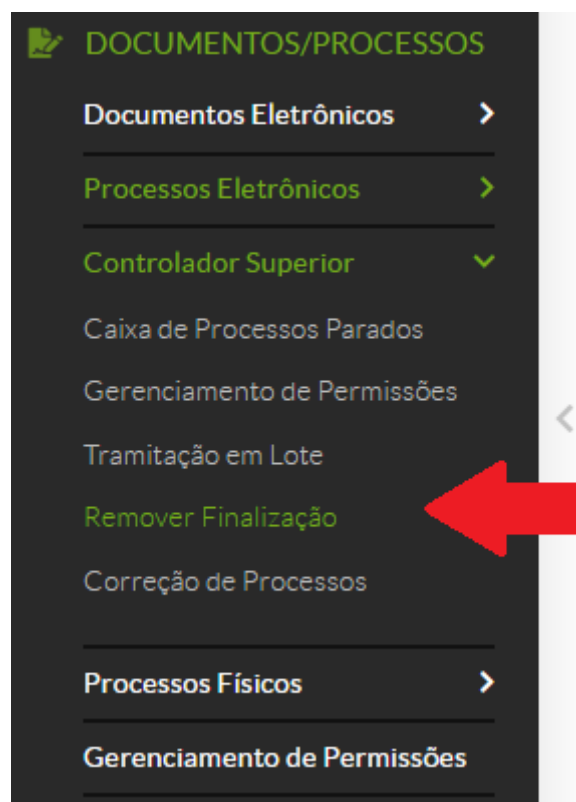 DOCUMENTOS/PROCESSOS
Documentos Eletrônicos
Processos Eletrônicos
Controlador Superior
Caixa de Processos Parados
Gerenciamento de Permissões
Tramitação em Lote
Remover Finalização
Correção de Processos
Processos Físicos
Gerenciamento de Permissões